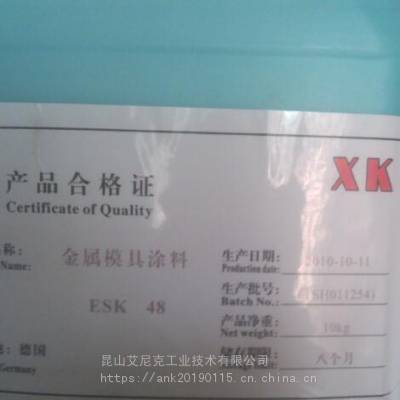 XK
产品合格证
Certificate of Quality
称: 金属模具涂料
Name:
ESK 48
生产日期: 2010-10-11
Production date:
生产批号:
Batch No.:
产品净重: 10kg
Net weight:
八个月
: 德国
Germany
昆山艾尼克工业技术有限公司
https://ank20190115.cn.china.cn/